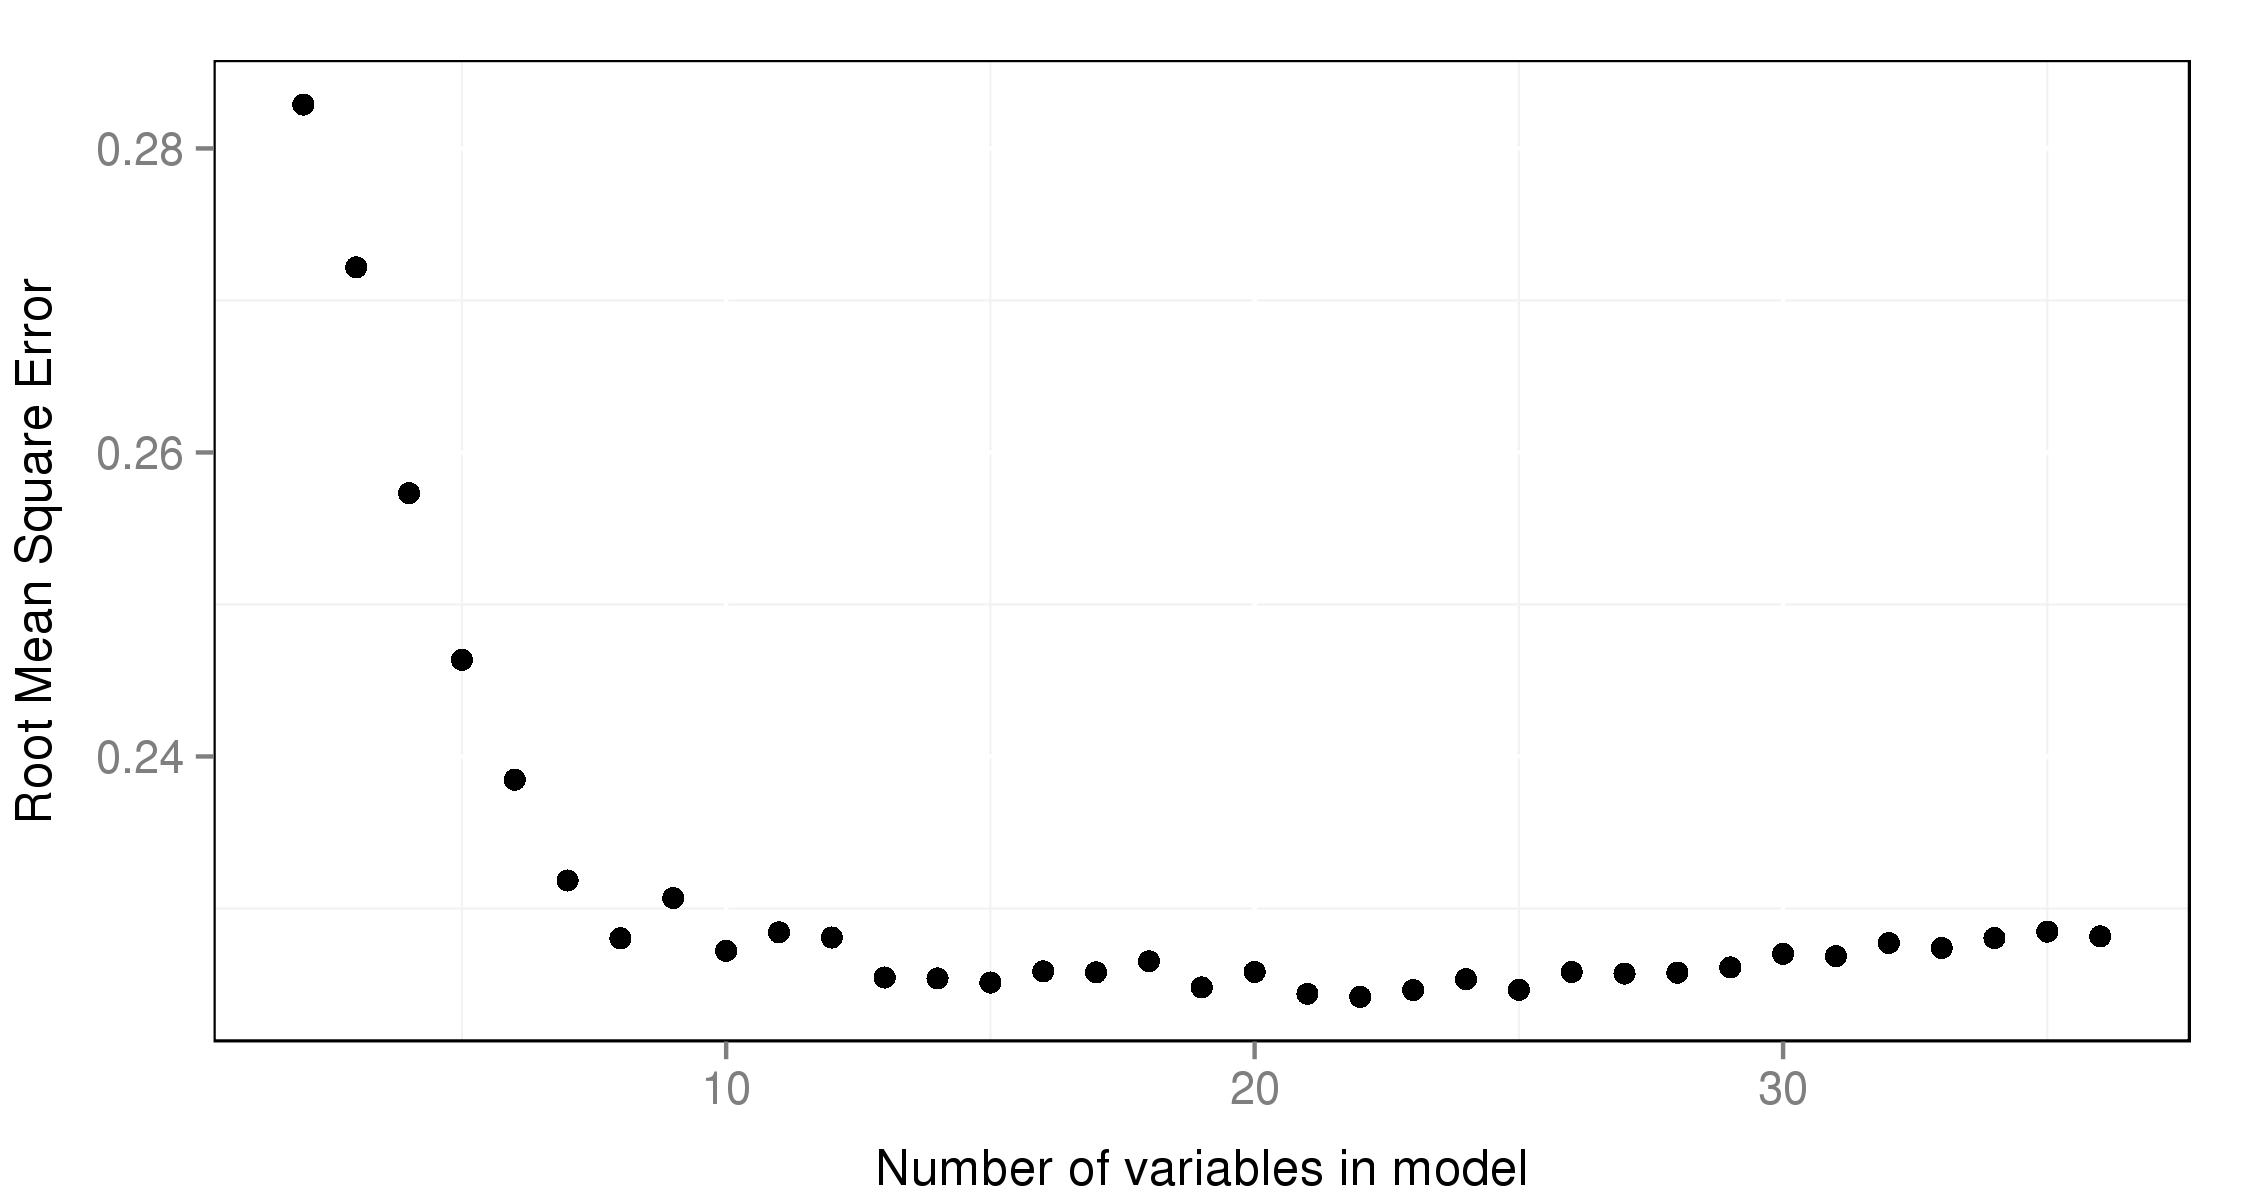 Root Mean Square Error
0.28
0.26
0.24
10 20 30
Number of variables in model